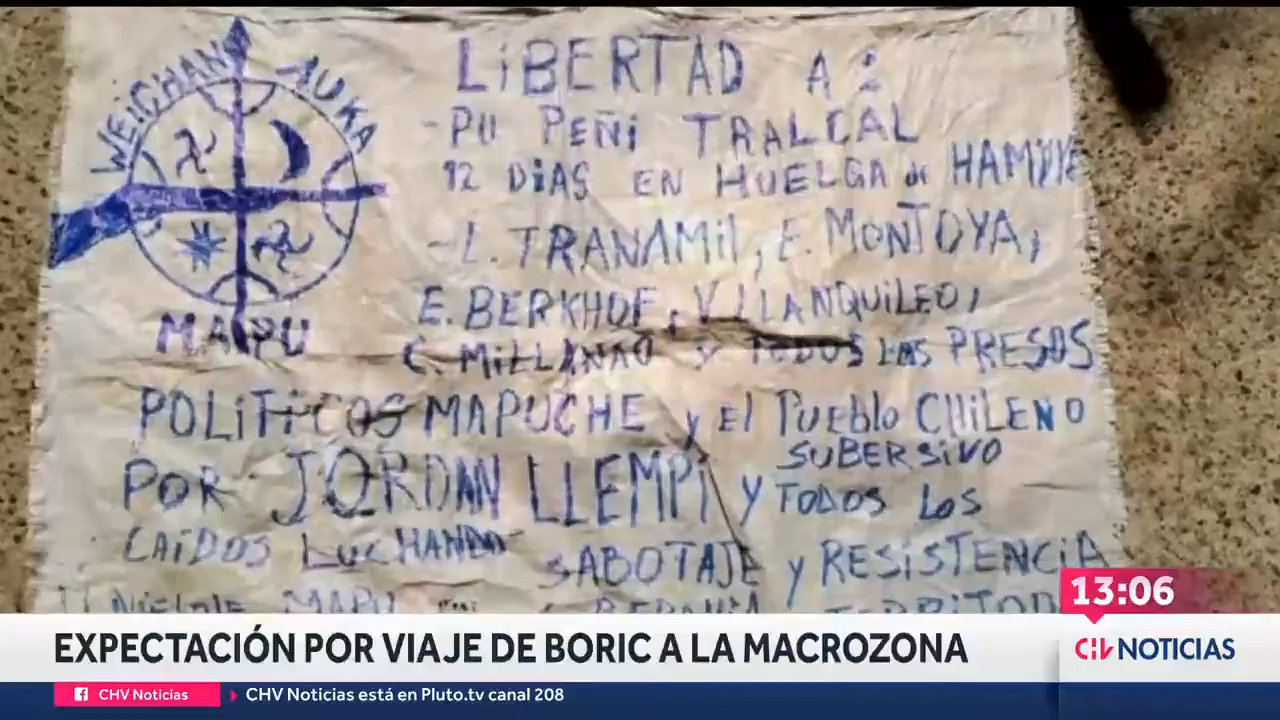 WEICHAN AUKA
MAPU
LiBERTAD A :
- PU PEÑi TRALCAL
12 DiAS EN HUELGA de
- L. TRANAMiL, E. MONTOYA,
E. BERKHOF, V. LLANQUiLEO,
C. MiLLANAO y TODOS LAS PRESOS
POLiTiCOS MAPUCHE y El PUEblO CHiLENO
SUBERSiVO
POR JORDAN LLEMPi y TODOS LOS
CAiDOS LUCHANDO SABOTAJE y RESiSTENCiA
MAPU
EXPECTACIÓN POR VIAJE DE BORIC A LA MACROZONA
13:06
CHV NOTICIAS
CHV Noticias
CHV Noticias está en Pluto.tv canal 208